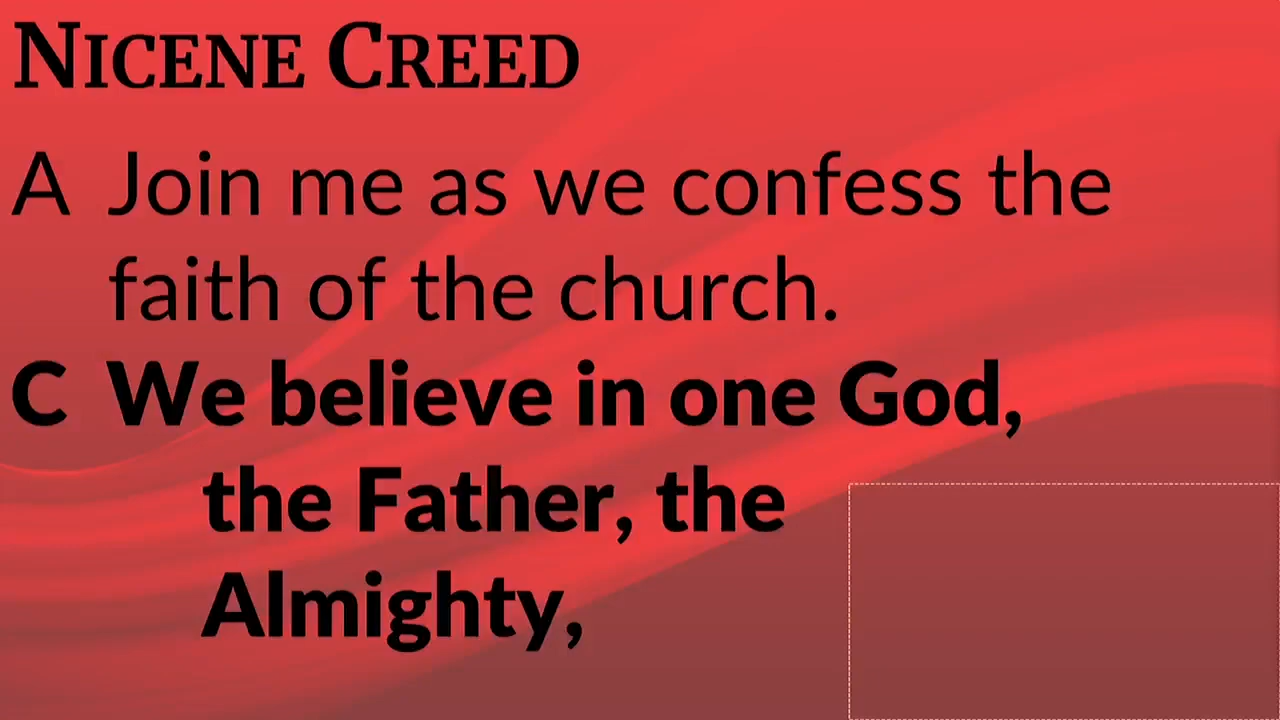 NICENE CREED
A Join me as we confess the
faith of the church.
C We believe in one God,
the Father, the
Almighty,